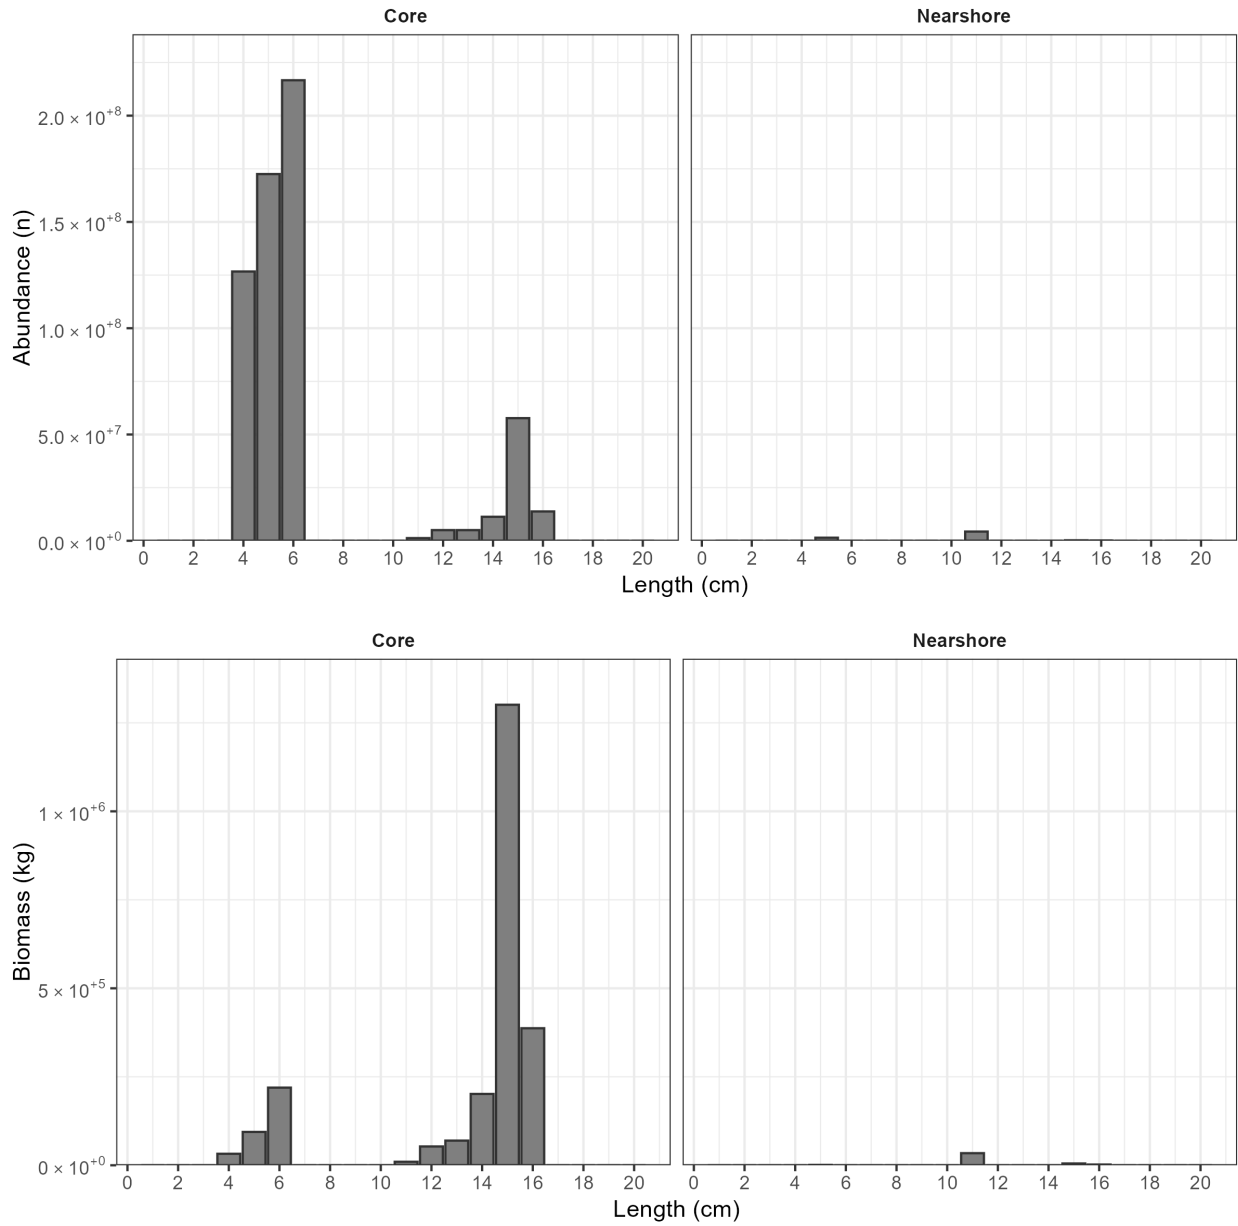 Core Nearshore
2.0 × 10⁺⁸
1.5 × 10⁺⁸
1.0 × 10⁺⁸
5.0 × 10⁺⁷
0.0 × 10⁺⁰
Abundance (n)
0 2 4 6 8 10 12 14 16 18 20 0 2 4 6 8 10 12 14 16 18 20
Length (cm)
Core Nearshore
1 × 10⁺⁶
5 × 10⁺⁵
0 × 10⁺⁰
Biomass (kg)
0 2 4 6 8 10 12 14 16 18 20 0 2 4 6 8 10 12 14 16 18 20
Length (cm)